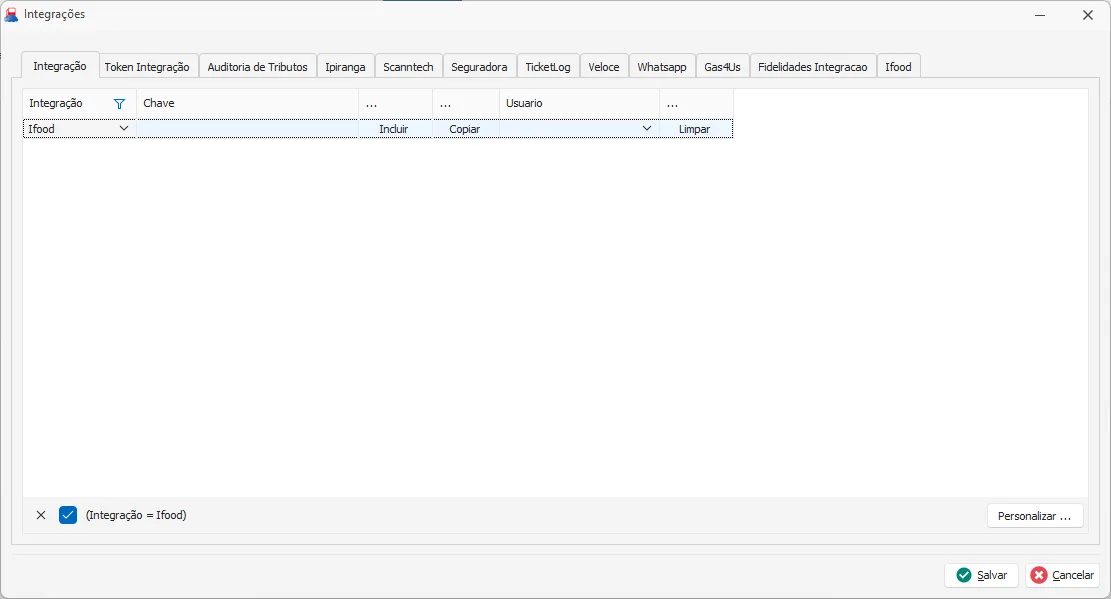 Integrações
Integração Token Integração Auditoria de Tributos Ipiranga Scanntech Seguradora TicketLog Veloce Whatsapp Gas4Us Fidelidades Integracao Ifood
Integração Chave ... ... Usuario ...
Ifood Incluir Copiar Limpar
(Integração = Ifood) Personalizar ...
Salvar Cancelar